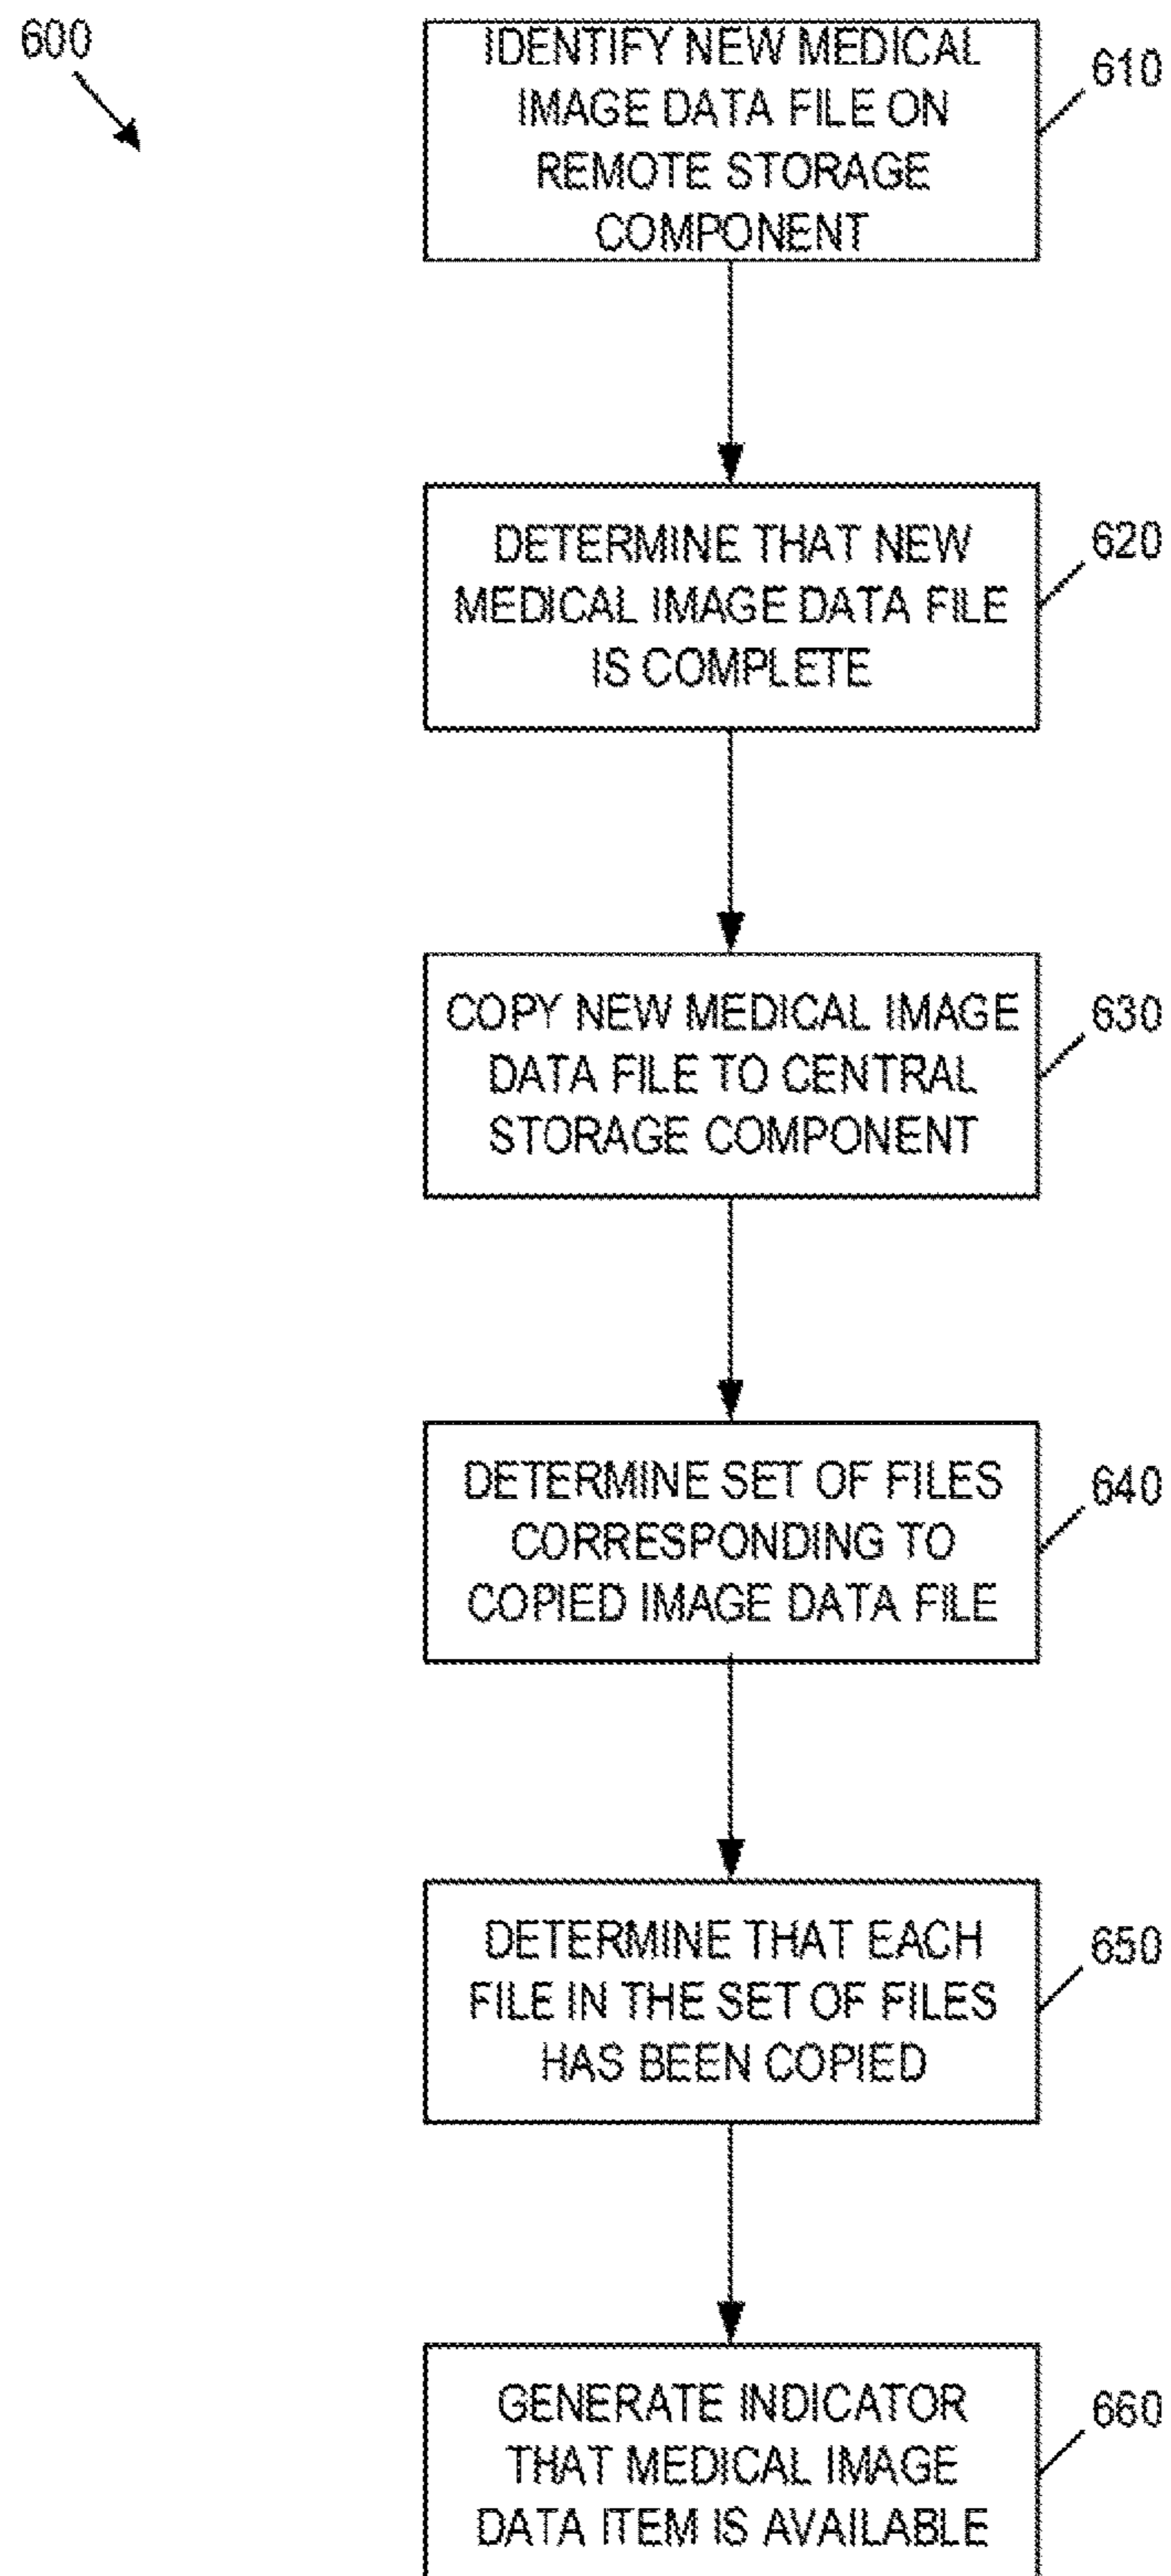 600
IDENTIFY NEW MEDICAL
IMAGE DATA FILE ON
REMOTE STORAGE
COMPONENT
610
DETERMINE THAT NEW
MEDICAL IMAGE DATA FILE
IS COMPLETE
620
COPY NEW MEDICAL IMAGE
DATA FILE TO CENTRAL
STORAGE COMPONENT
630
DETERMINE SET OF FILES
CORRESPONDING TO
COPIED IMAGE DATA FILE
640
DETERMINE THAT EACH
FILE IN THE SET OF FILES
HAS BEEN COPIED
650
GENERATE INDICATOR
THAT MEDICAL IMAGE
DATA ITEM IS AVAILABLE
660